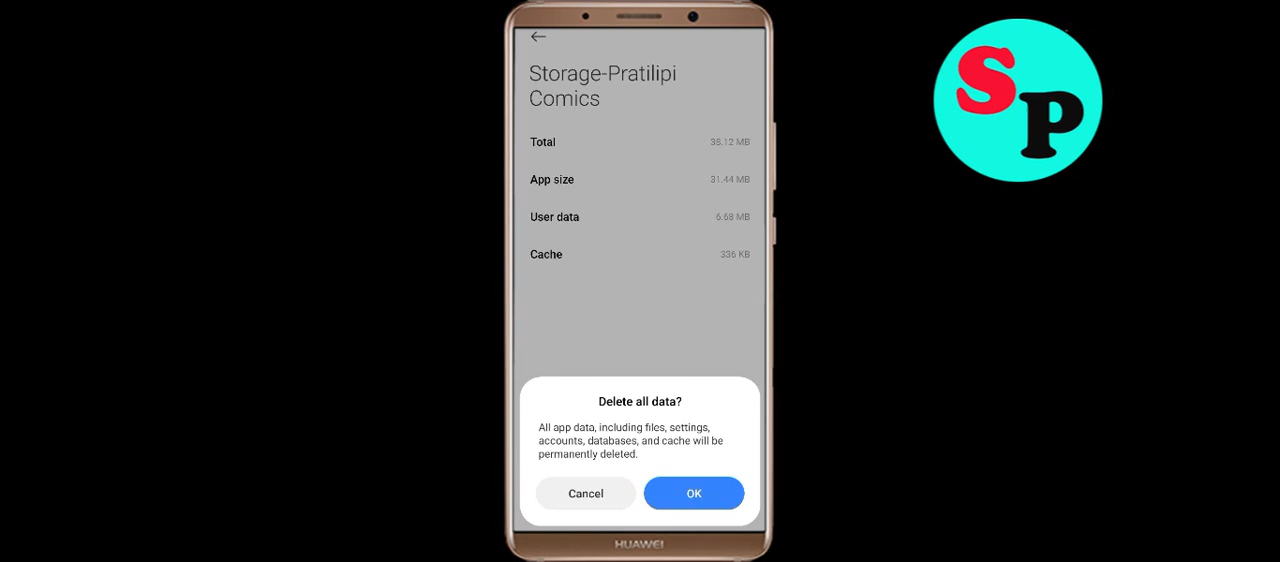 Storage-Pratilipi
Comics
Total 38.12 MB
App size 31.44 MB
User data 6.68 MB
Cache 336 KB
Delete all data?
All app data, including files, settings,
accounts, databases, and cache will be
permanently deleted.
Cancel OK
HUAWEI
SP